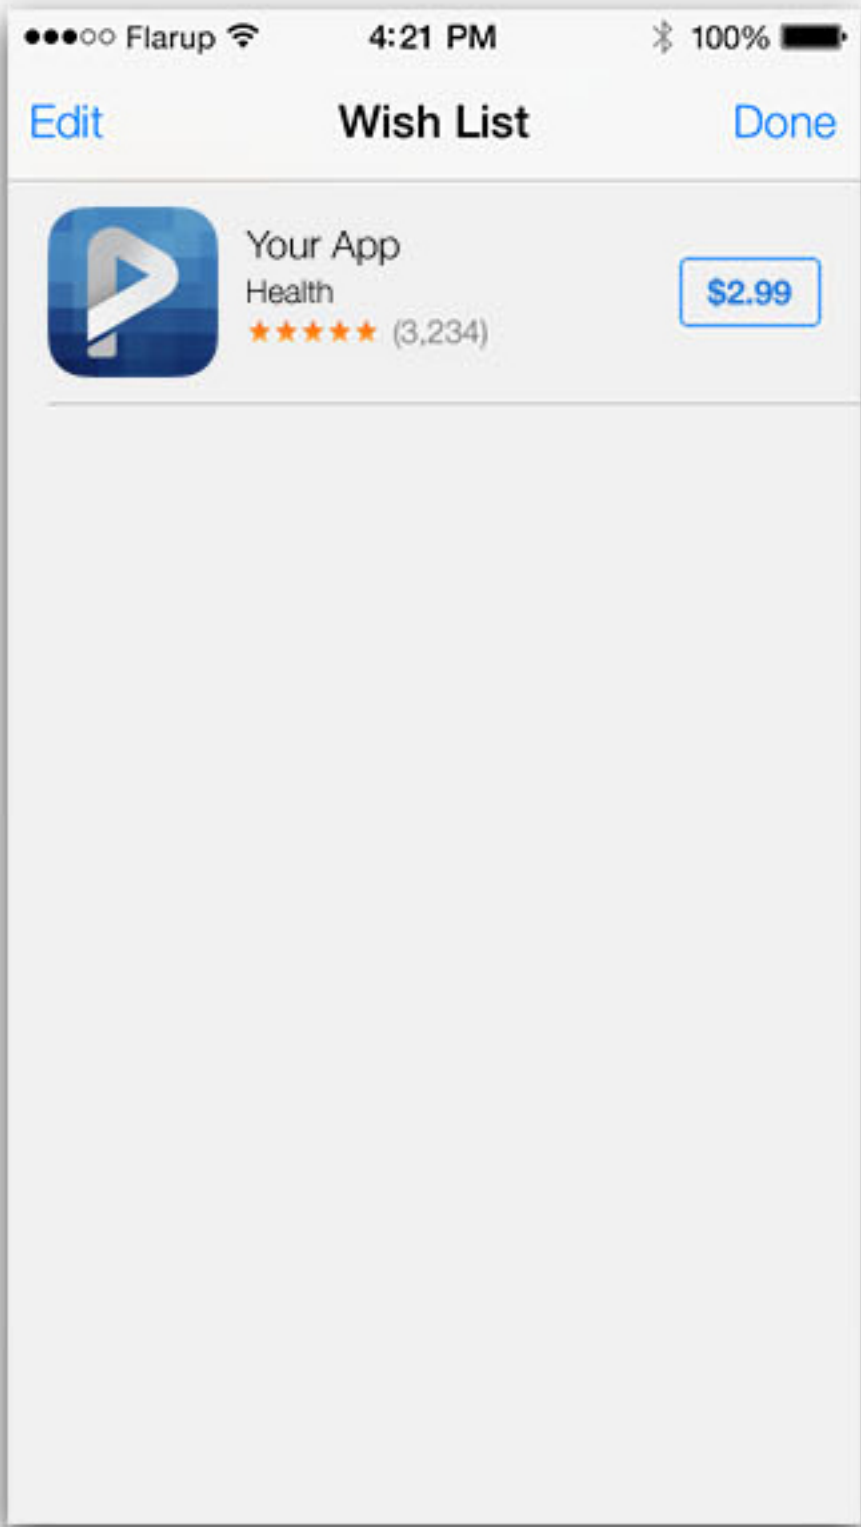 Flarup 4:21 PM 100%
Edit Wish List Done
Your App
Health
(3,234)
$2.99